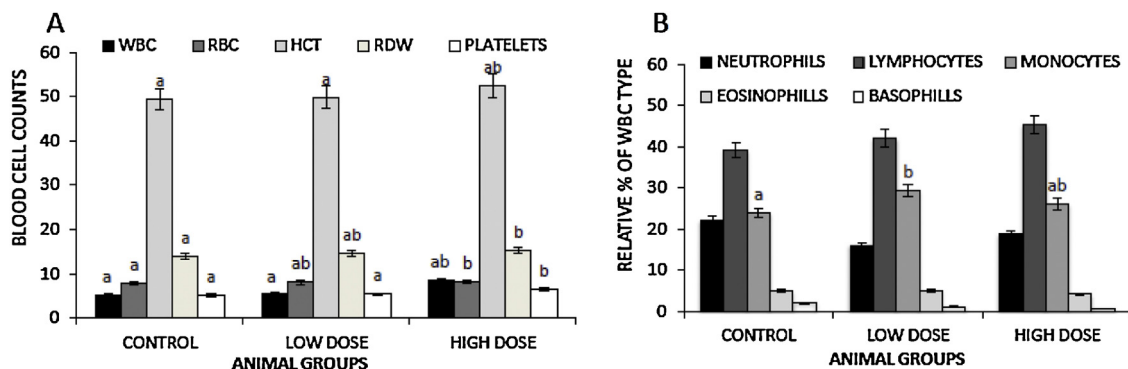 A
WBC RBC HCT RDW PLATELETS
BLOOD CELL COUNTS
60
50
40
30
20
10
0
a a a a a
a ab a ab a
ab b ab b b
CONTROL LOW DOSE HIGH DOSE
ANIMAL GROUPS
B
NEUTROPHILS LYMPHOCYTES MONOCYTES
EOSINOPHILLS BASOPHILLS
RELATIVE % OF WBC TYPE
60
50
40
30
20
10
0
a b ab
CONTROL LOW DOSE HIGH DOSE
ANIMAL GROUPS